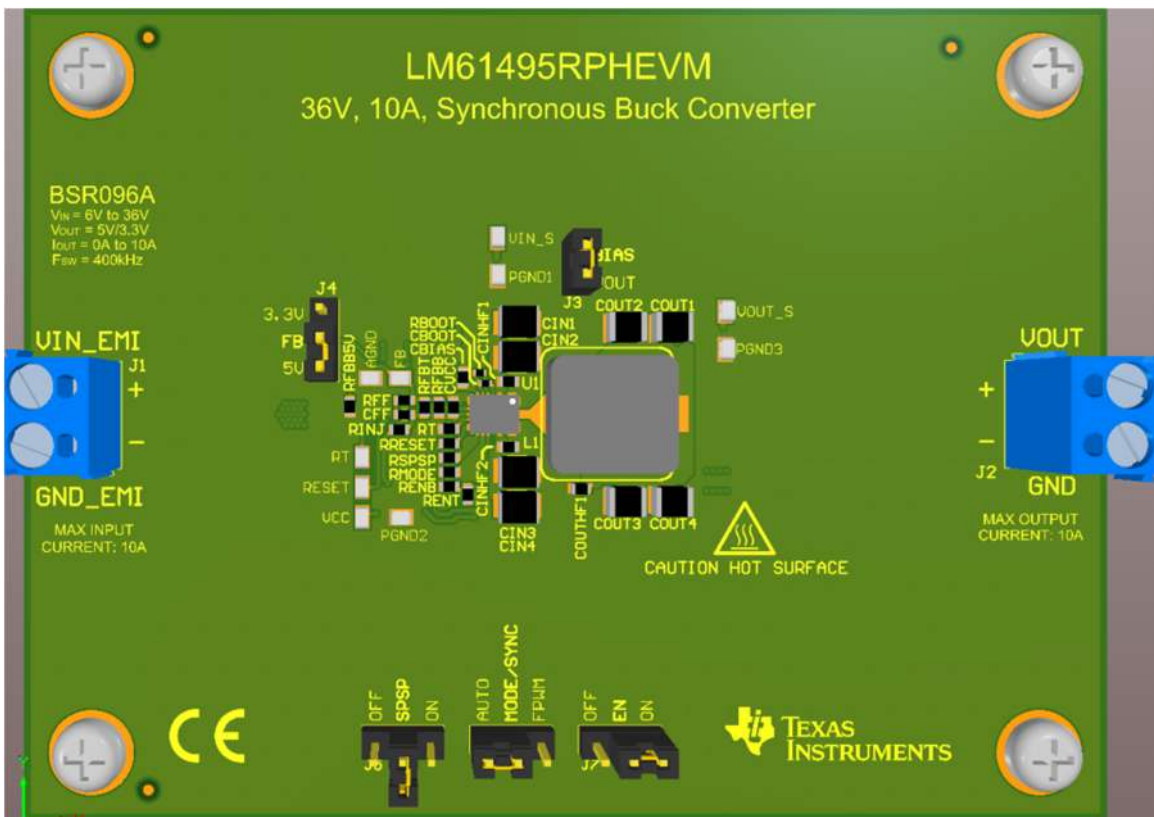 LM61495RPHEVM
36V, 10A, Synchronous Buck Converter
BSR096A
VIN = 6V to 36V
VOUT = 5V/3.3V
IOUT = 0A to 10A
FSW = 400kHz
VIN_S
PGND1
BIAS
VOUT
J3
J4
3.3V
FB
5V
RFBB5V
AGND
FB
RBOOT
CBOOT
CBIAS
CINHF1
RFBT
RFBB
CVCC
CIN1
CIN2
COUT2
COUT1
VOUT_S
PGND3
U1
L1
RFF
CFF
RINJ
RT
RRESET
RSPSP
RMODE
RENB
RENT
CINHF2
CIN3
CIN4
COUTHF1
COUT3
COUT4
RT
RESET
VCC
PGND2
VIN_EMI
J1
+
–
GND_EMI
MAX INPUT
CURRENT: 10A
VOUT
+
–
J2
GND
MAX OUTPUT
CURRENT: 10A
CAUTION HOT SURFACE
CE
OFF
SPSP
ON
AUTO
MODE/SYNC
FPWM
OFF
EN
ON
J7
TEXAS
INSTRUMENTS
Y